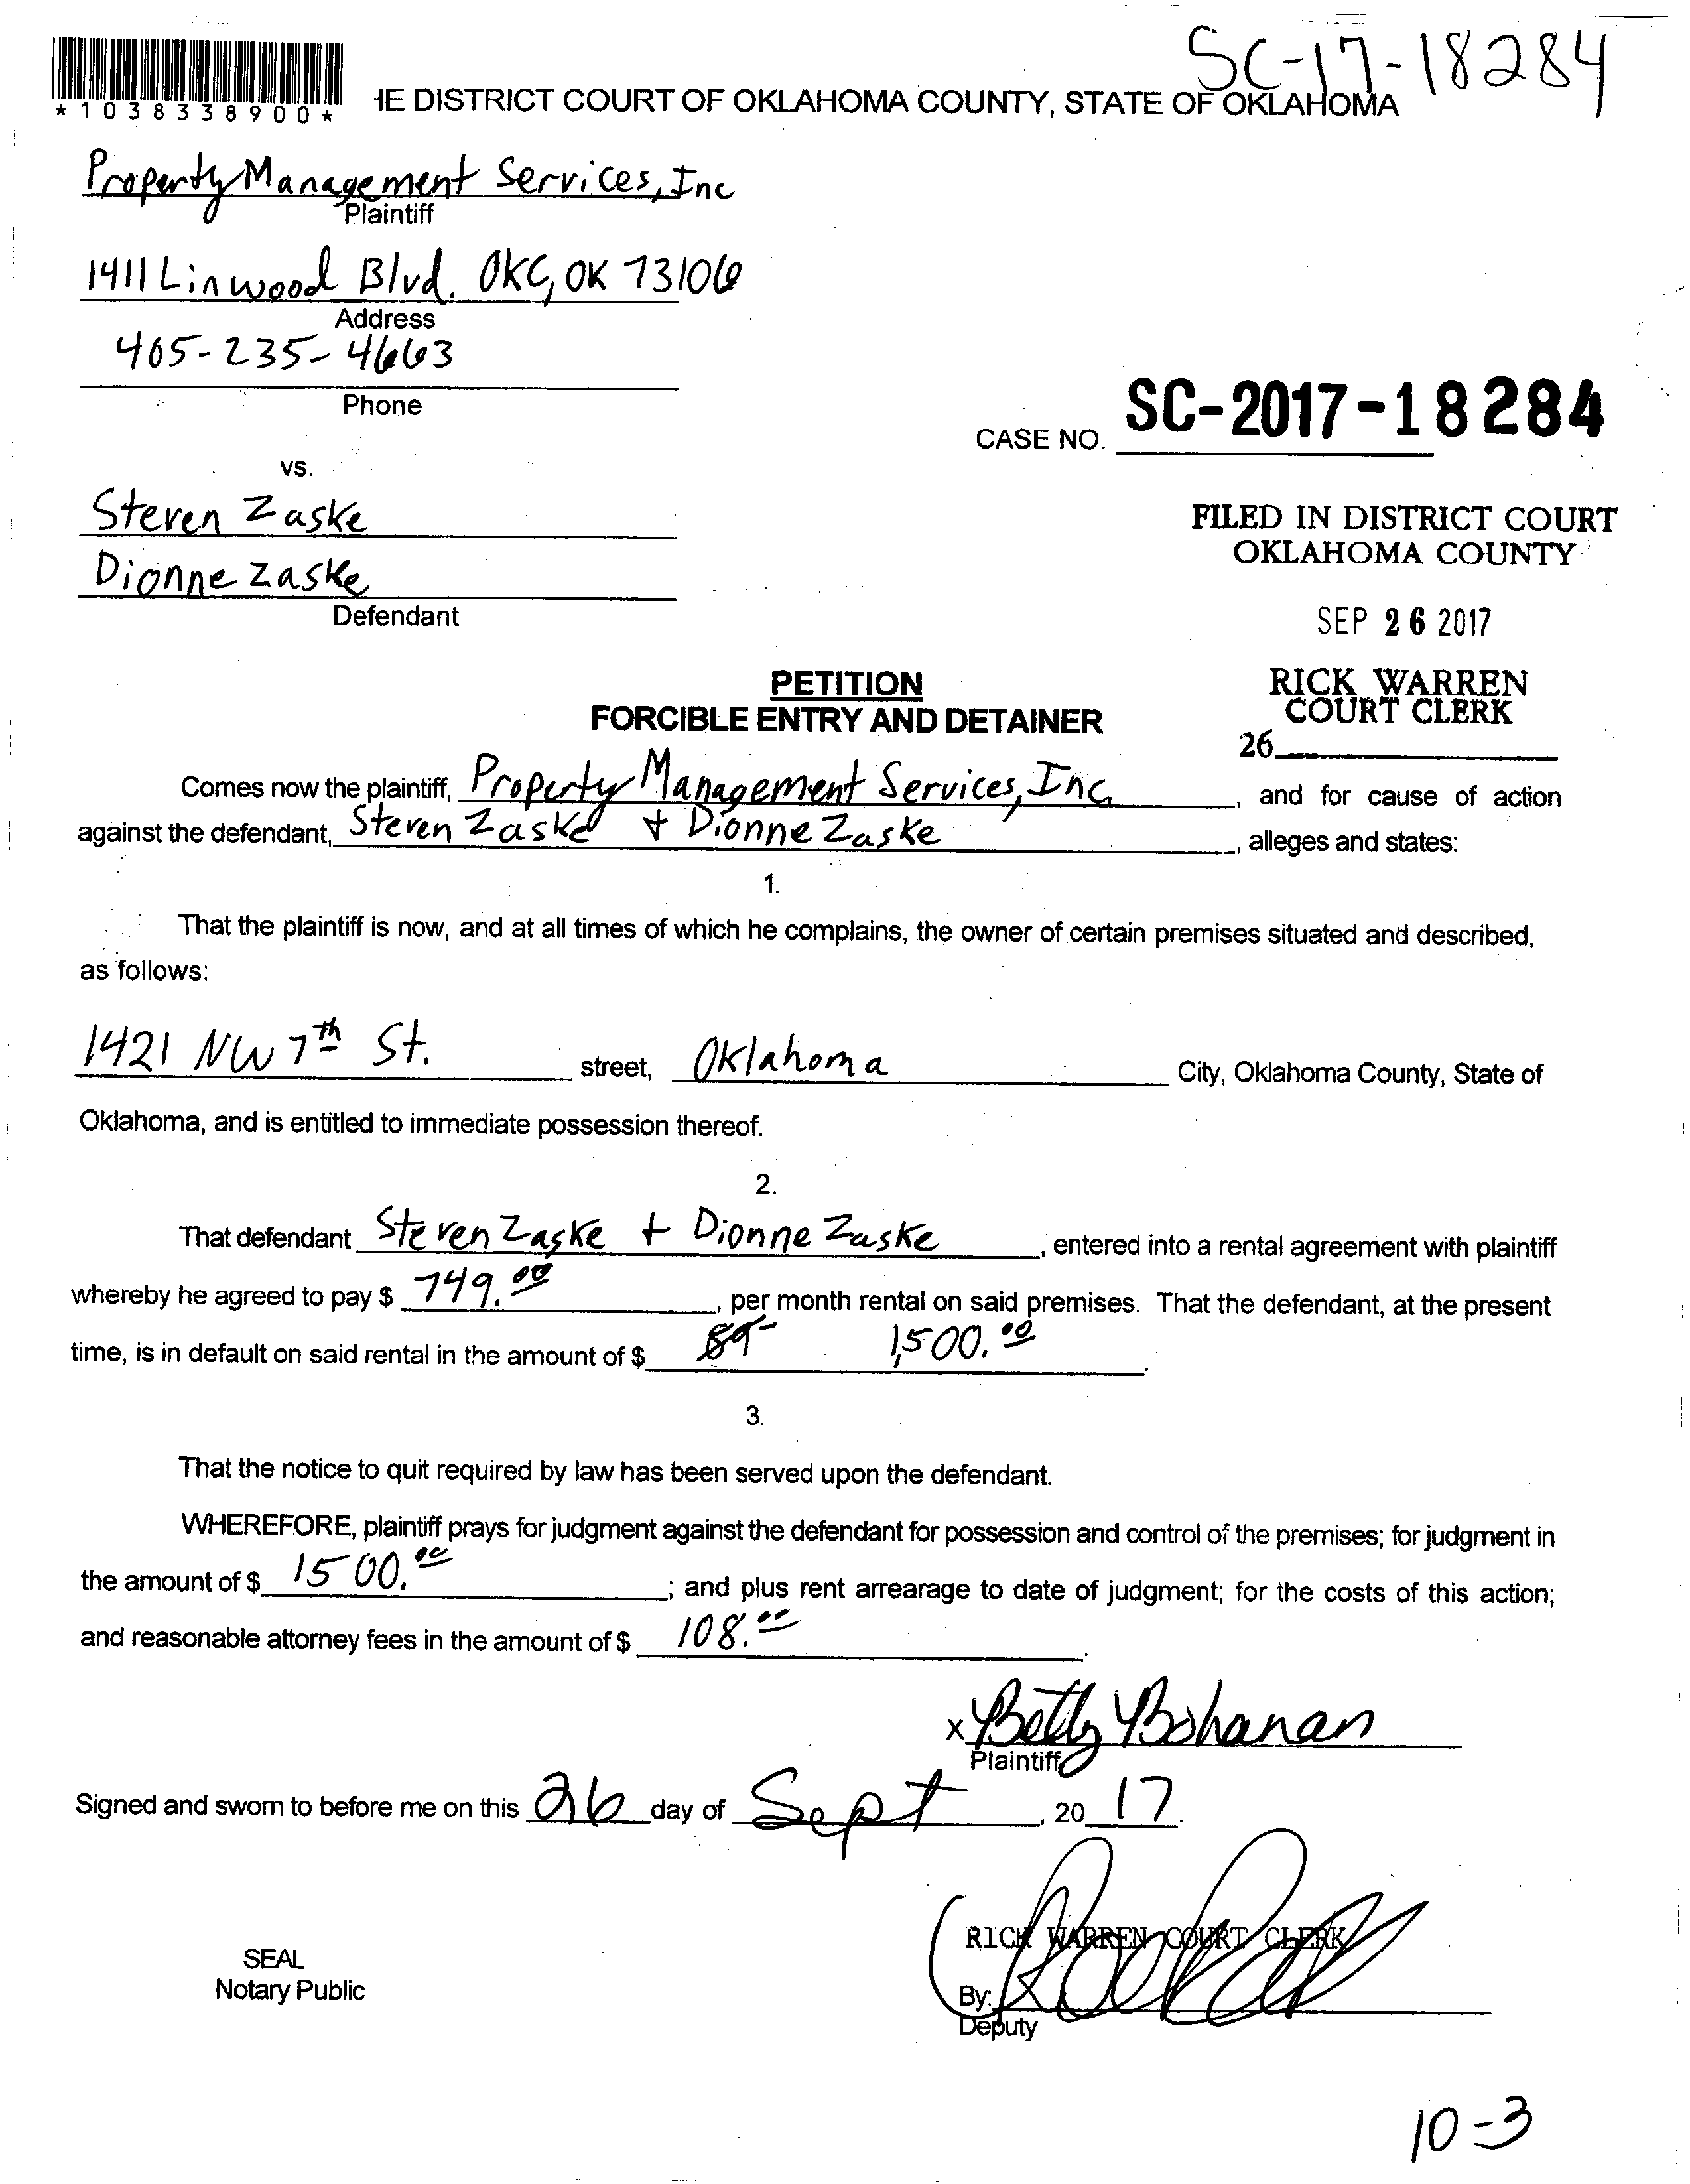 SC-17-18284
*1038338900*
HE DISTRICT COURT OF OKLAHOMA COUNTY, STATE OF OKLAHOMA
Property Management Services, Inc
Plaintiff
1411 Linwood Blvd. OKC, OK 73106
Address
405-235-4663
Phone
CASE NO. SC-2017-18284
vs.
Steven Zaske
FILED IN DISTRICT COURT
OKLAHOMA COUNTY
Dionne Zaske
Defendant
SEP 26 2017
PETITION
RICK WARREN
COURT CLERK
FORCIBLE ENTRY AND DETAINER
26
Comes now the plaintiff, Property Management Services, Inc. , and for cause of action
against the defendant, Steven Zaske + Dionne Zaske , alleges and states:
1.
That the plaintiff is now, and at all times of which he complains, the owner of certain premises situated and described,
as follows:
1421 NW 7th St. street, Oklahoma City, Oklahoma County, State of
Oklahoma, and is entitled to immediate possession thereof.
2.
That defendant Steven Zaske + Dionne Zaske , entered into a rental agreement with plaintiff
whereby he agreed to pay $ 749.00 , per month rental on said premises. That the defendant, at the present
time, is in default on said rental in the amount of $ 1,500.00 .
3.
That the notice to quit required by law has been served upon the defendant.
WHEREFORE, plaintiff prays for judgment against the defendant for possession and control of the premises; for judgment in
the amount of $ 1500.00 ; and plus rent arrearage to date of judgment; for the costs of this action;
and reasonable attorney fees in the amount of $ 108.00 .
x Betty Bohanan
Plaintiff
Signed and sworn to before me on this 26 day of Sept , 20 17.
RICK WARREN COURT CLERK
SEAL
Notary Public
By:
Deputy
10-3